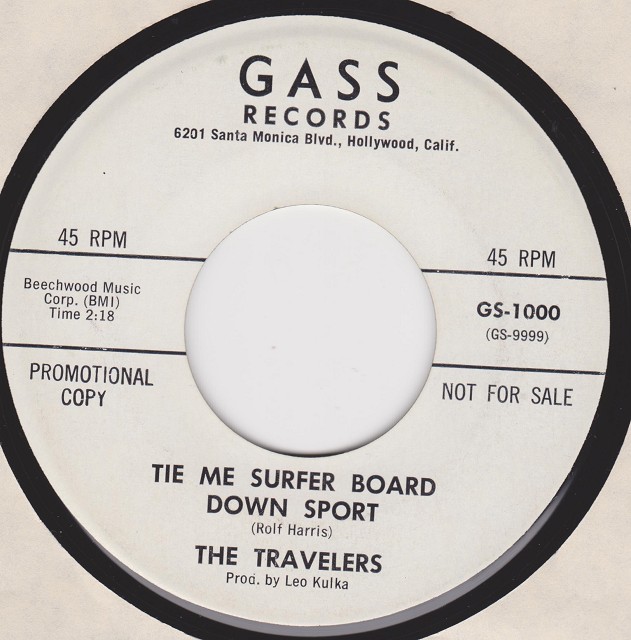 GASS
RECORDS
6201 Santa Monica Blvd., Hollywood, Calif.
45 RPM
45 RPM
Beechwood Music
Corp. (BMI)
Time 2:18
GS-1000
(GS-9999)
PROMOTIONAL
COPY
NOT FOR SALE
TIE ME SURFER BOARD
DOWN SPORT
(Rolf Harris)
THE TRAVELERS
Prod. by Leo Kulka